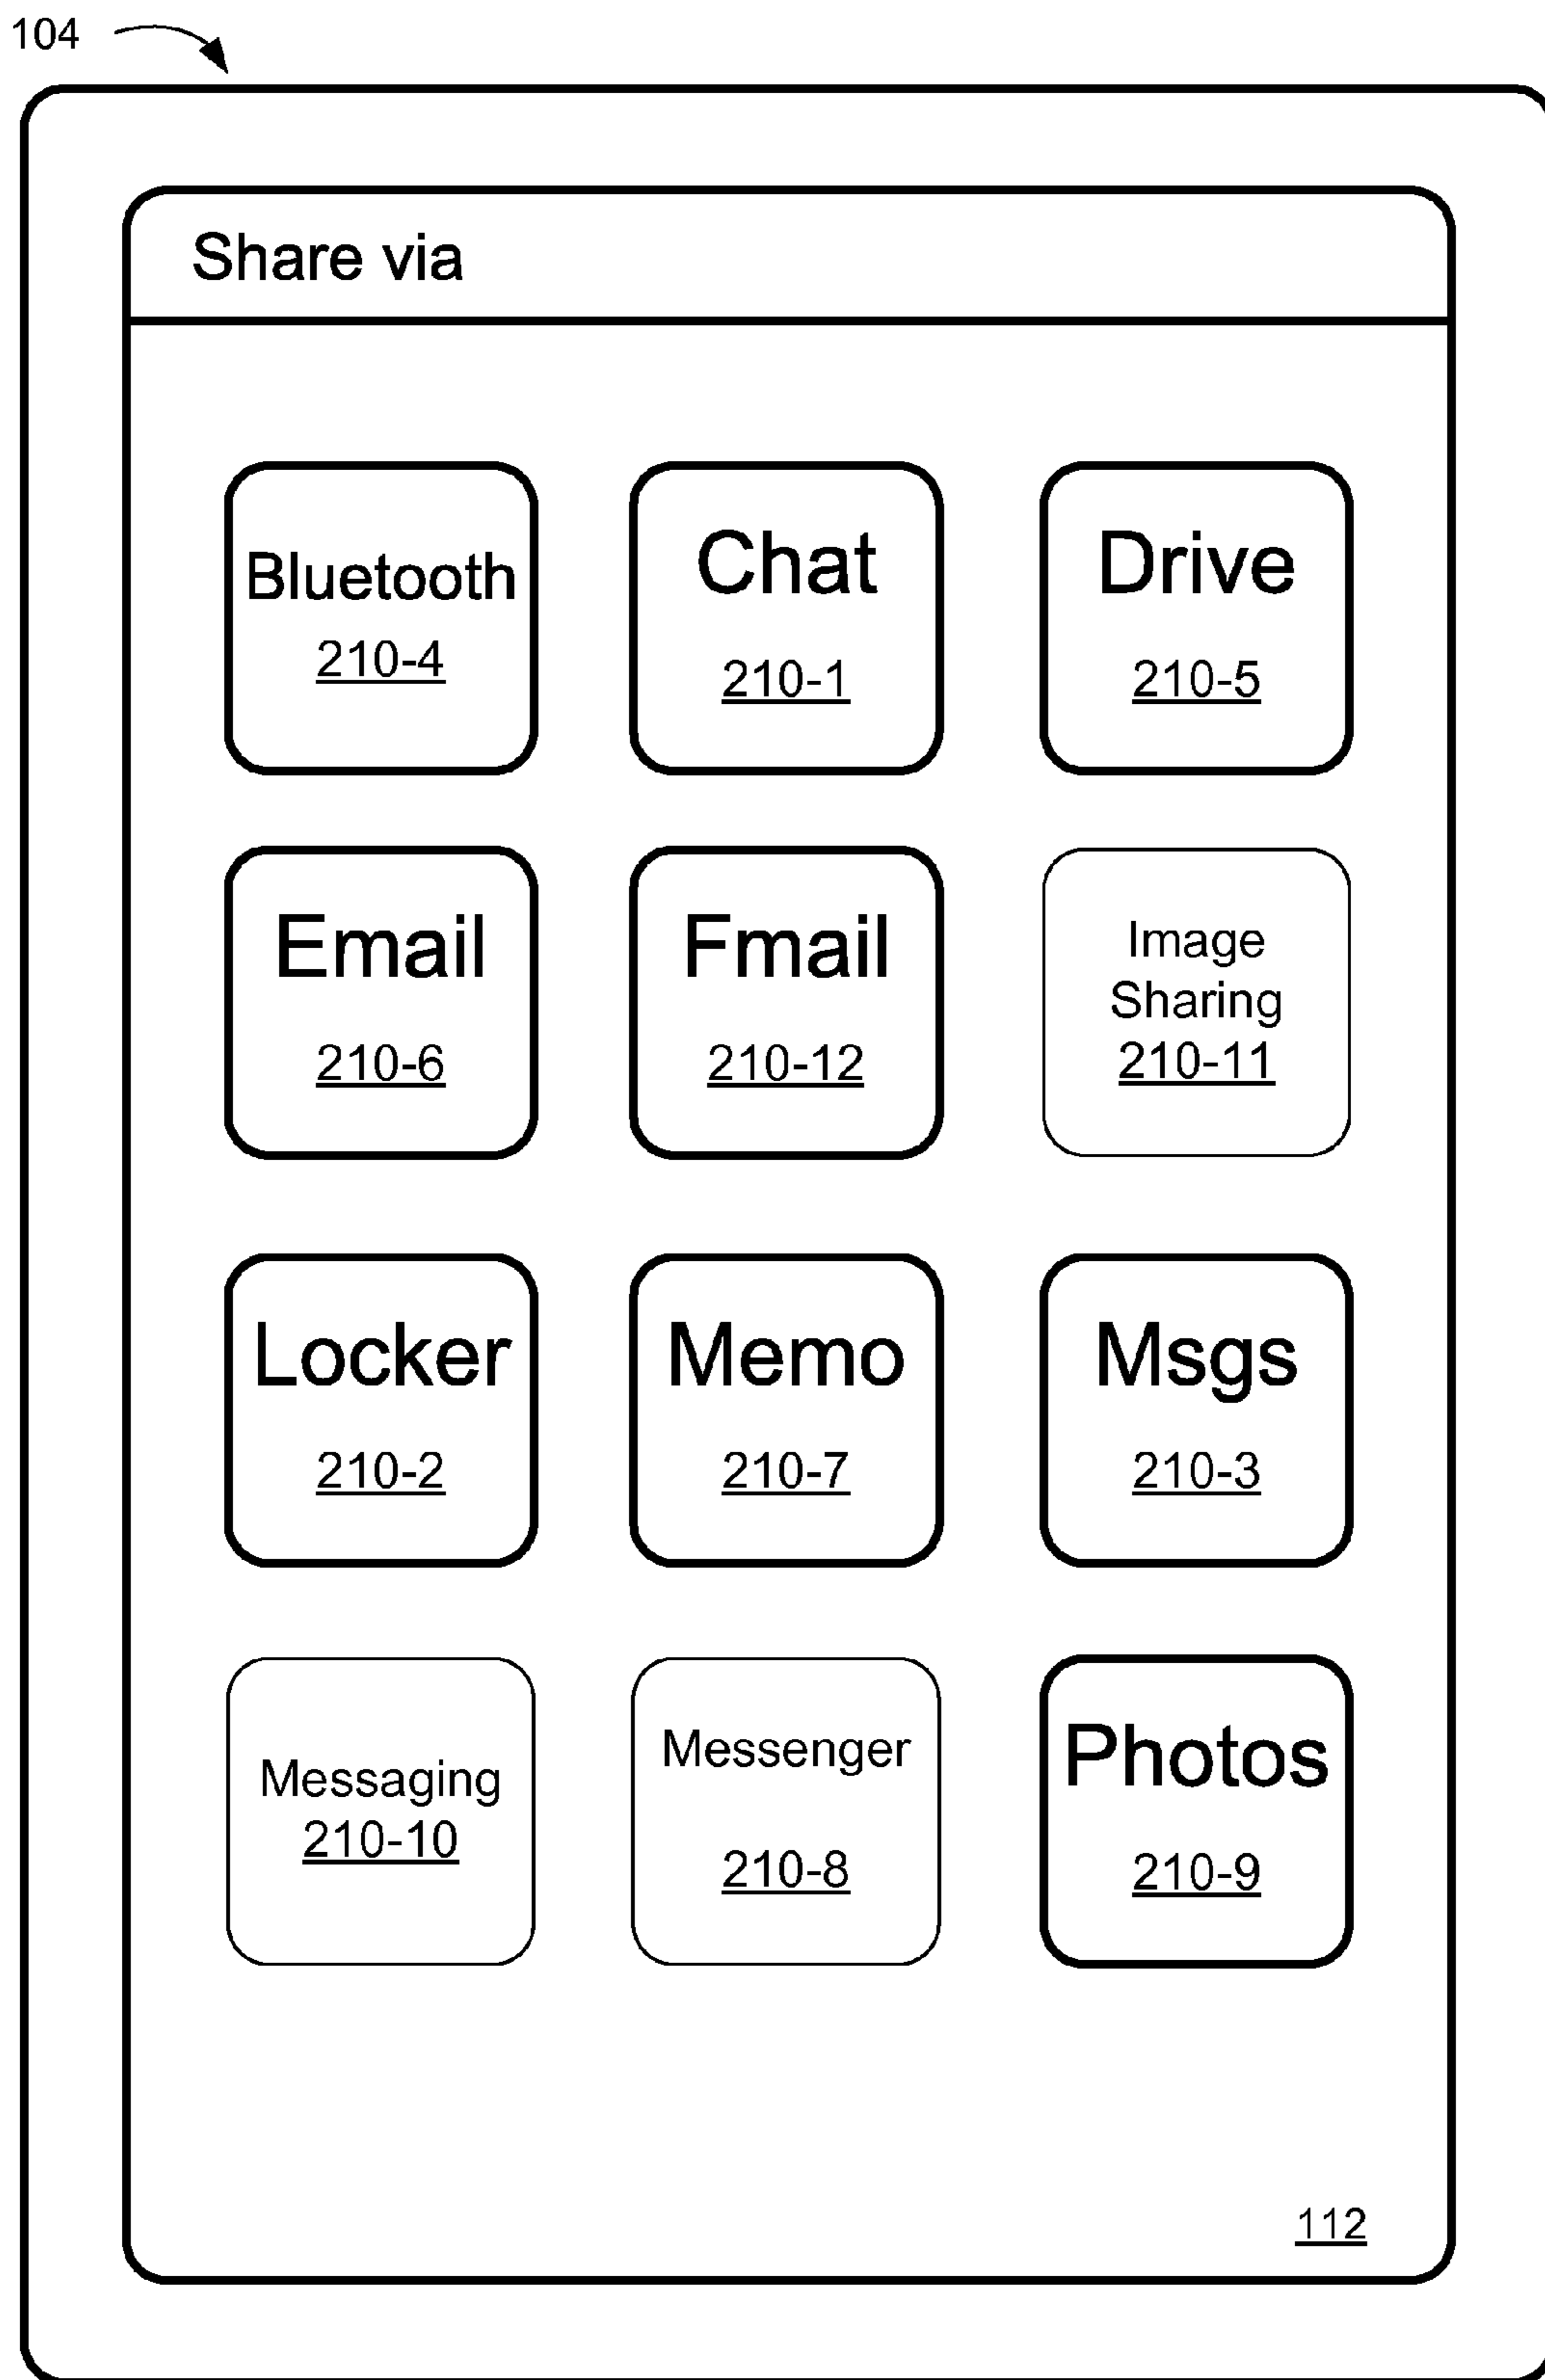 104
Share via
Bluetooth
210-4
Chat
210-1
Drive
210-5
Email
210-6
Fmail
210-12
Image
Sharing
210-11
Locker
210-2
Memo
210-7
Msgs
210-3
Messaging
210-10
Messenger
210-8
Photos
210-9
112